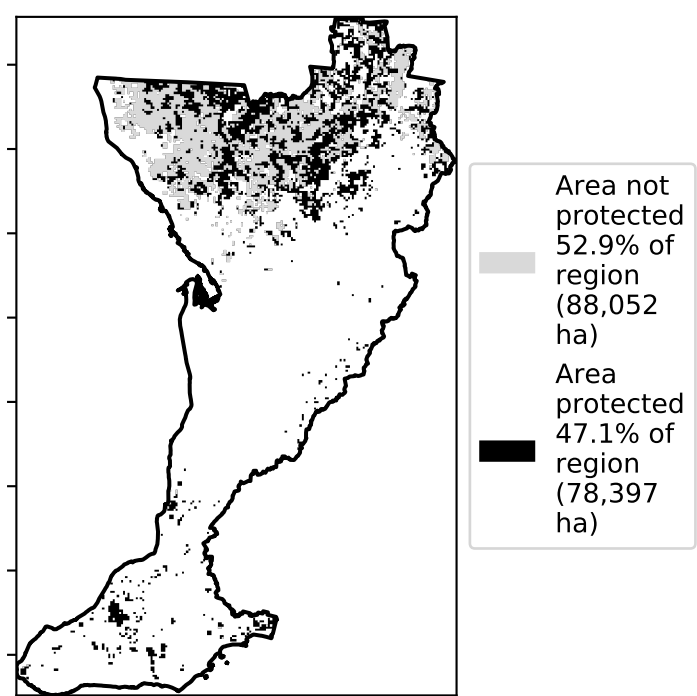 Area not
protected
52.9% of
region
(88,052
ha)
Area
protected
47.1% of
region
(78,397
ha)